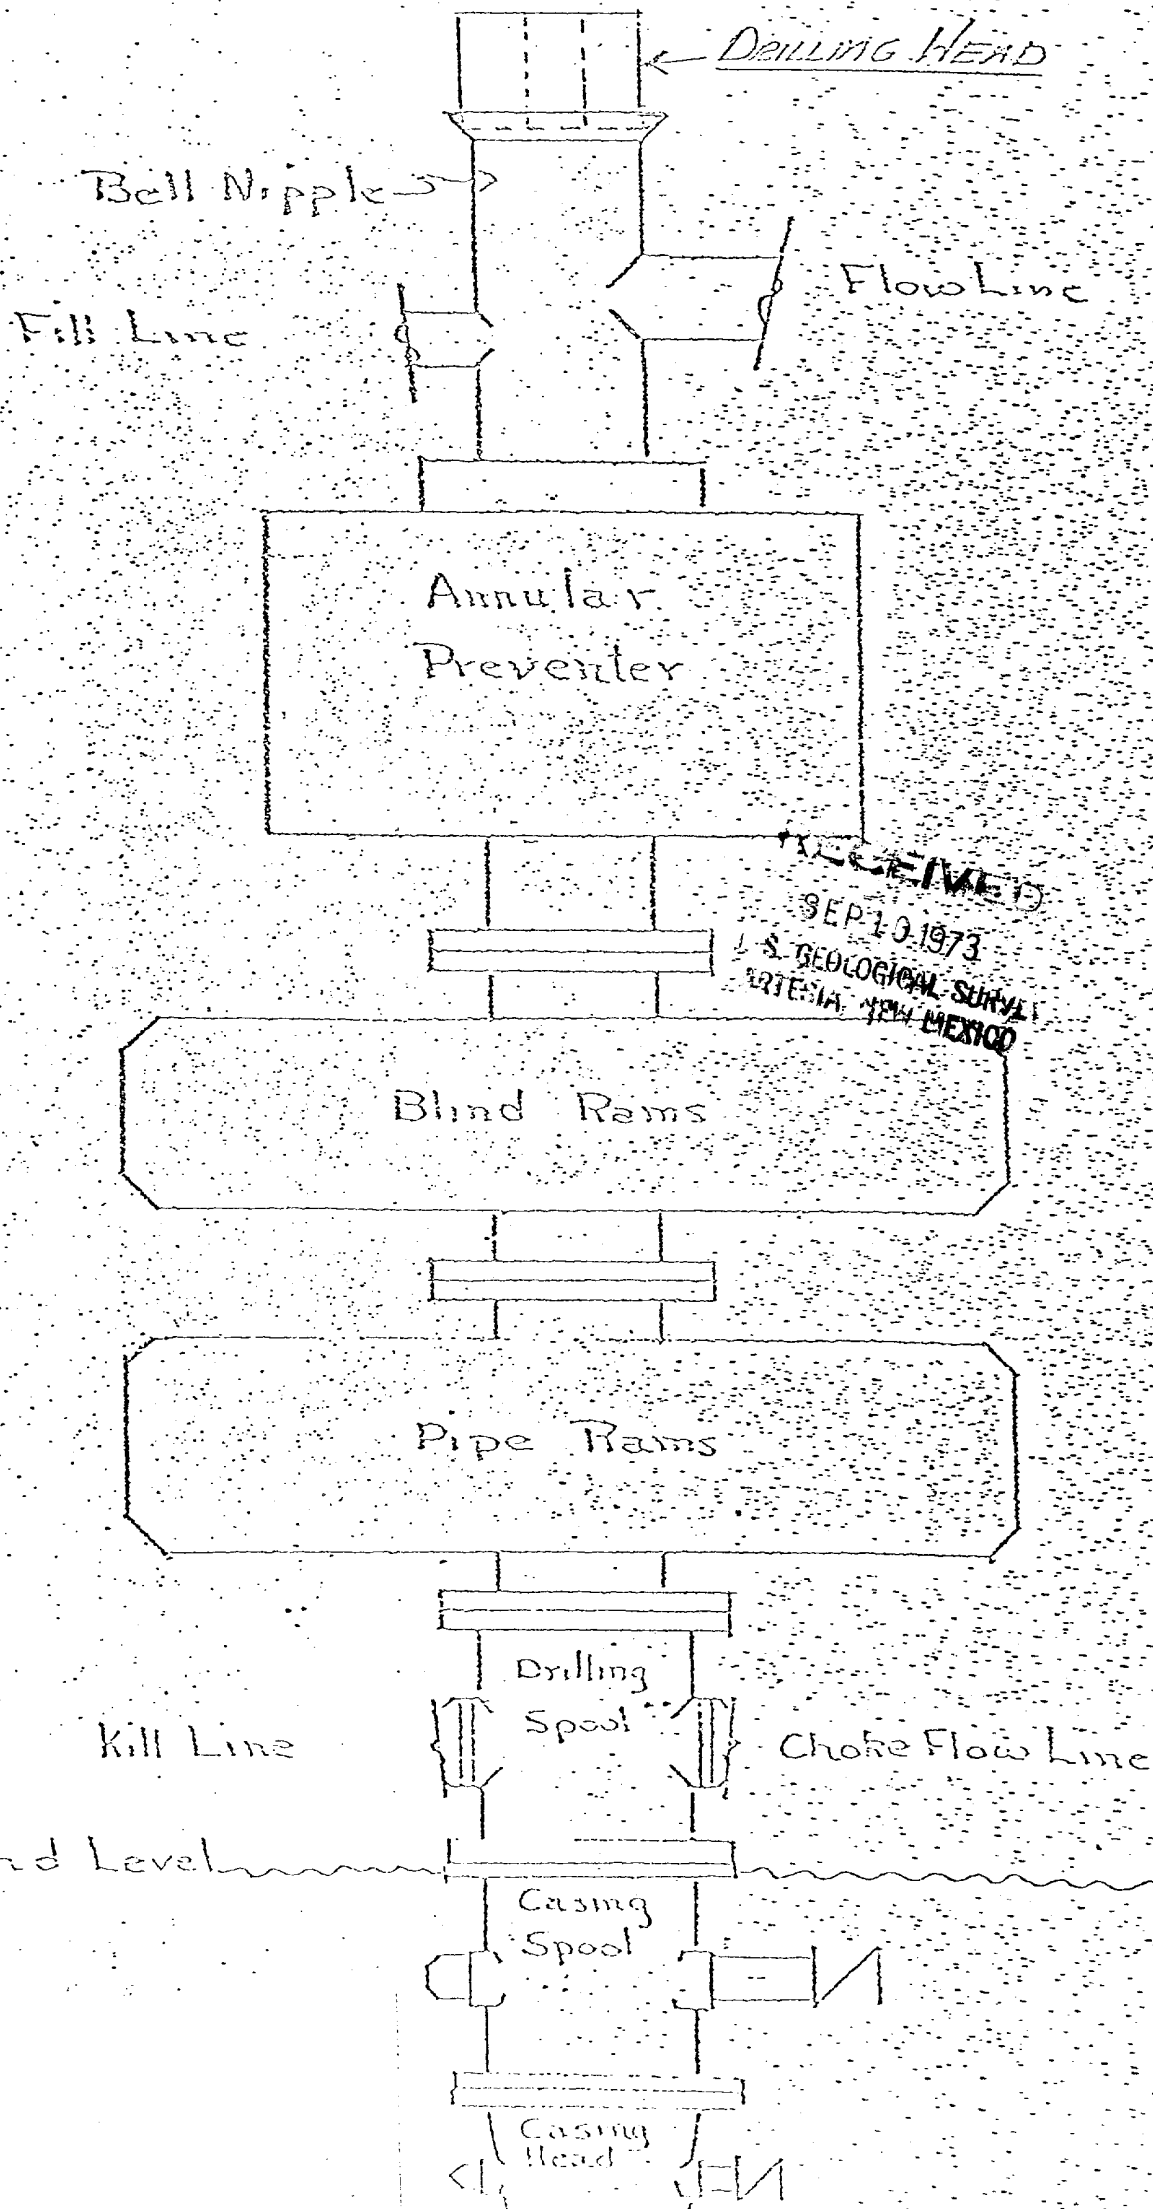 DRILLING HEAD
Bell Nipple
Flow Line
Fill Line
Annular
Preventer
RECEIVED
SEP 10 1973
U.S. GEOLOGICAL SURVEY
ARTESIA, NEW MEXICO
Blind Rams
Pipe Rams
Drilling
Spool
Kill Line
Choke Flow Line
nd Level
Casing
Spool
Casing
Head